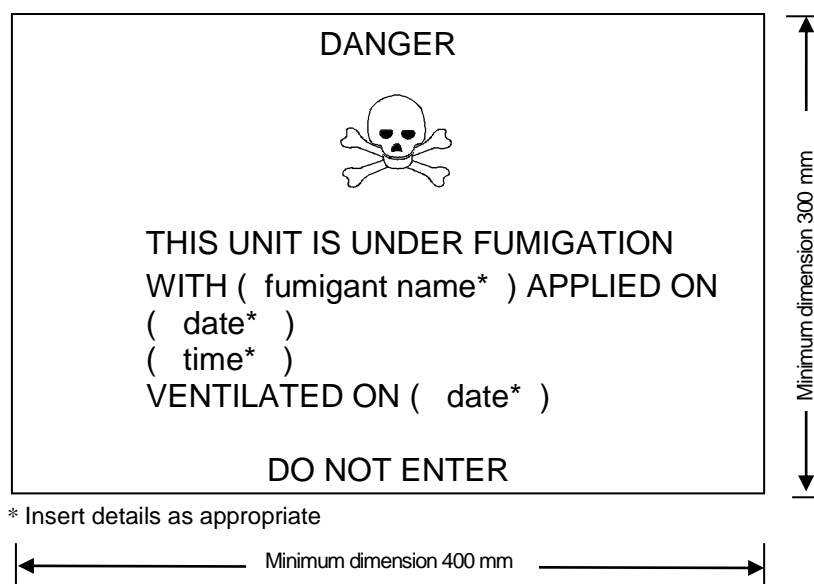 DANGER
THIS UNIT IS UNDER FUMIGATION
WITH ( fumigant name* ) APPLIED ON
( date* )
( time* )
VENTILATED ON ( date* )
DO NOT ENTER
* Insert details as appropriate
Minimum dimension 400 mm
Minimum dimension 300 mm